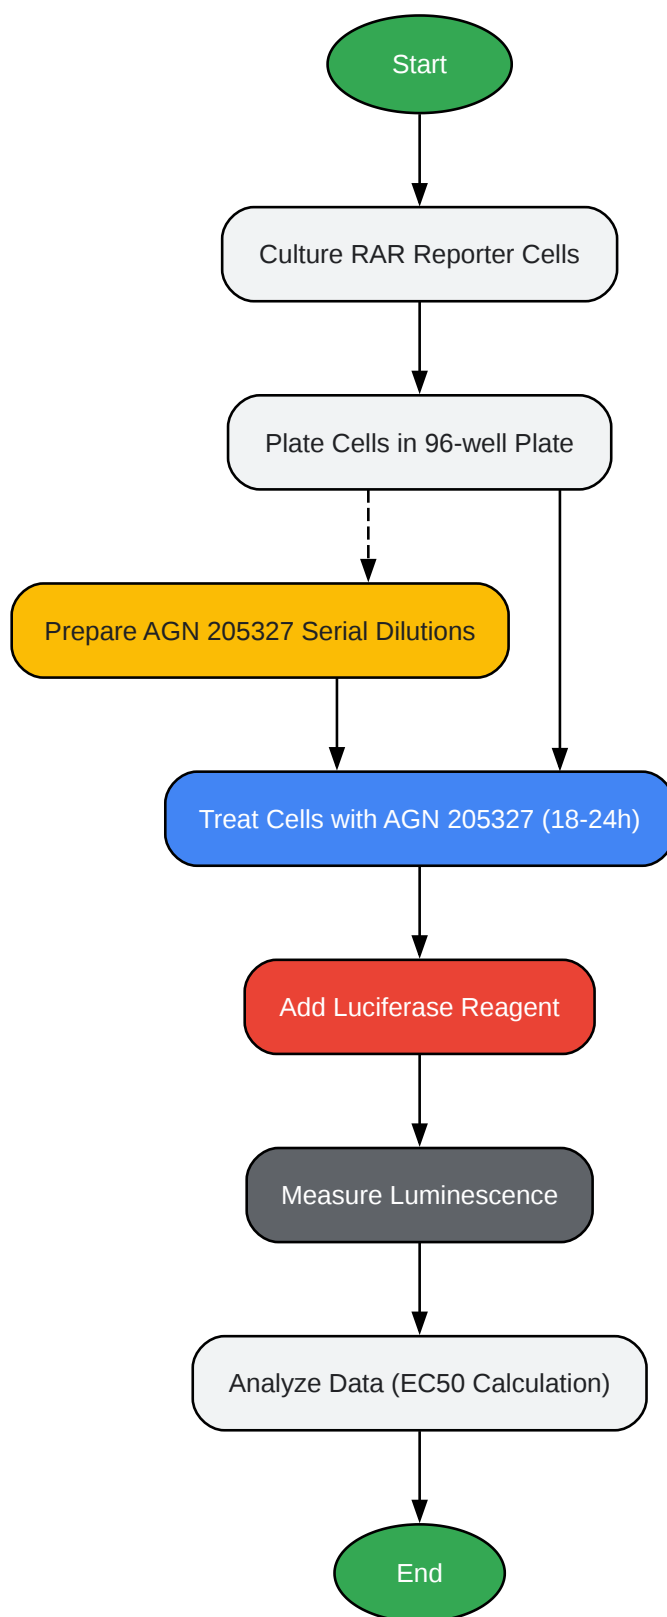 Start
Culture RAR Reporter Cells
Plate Cells in 96-well Plate
Prepare AGN 205327 Serial Dilutions
Treat Cells with AGN 205327 (18-24h)
Add Luciferase Reagent
Measure Luminescence
Analyze Data (EC50 Calculation)
End